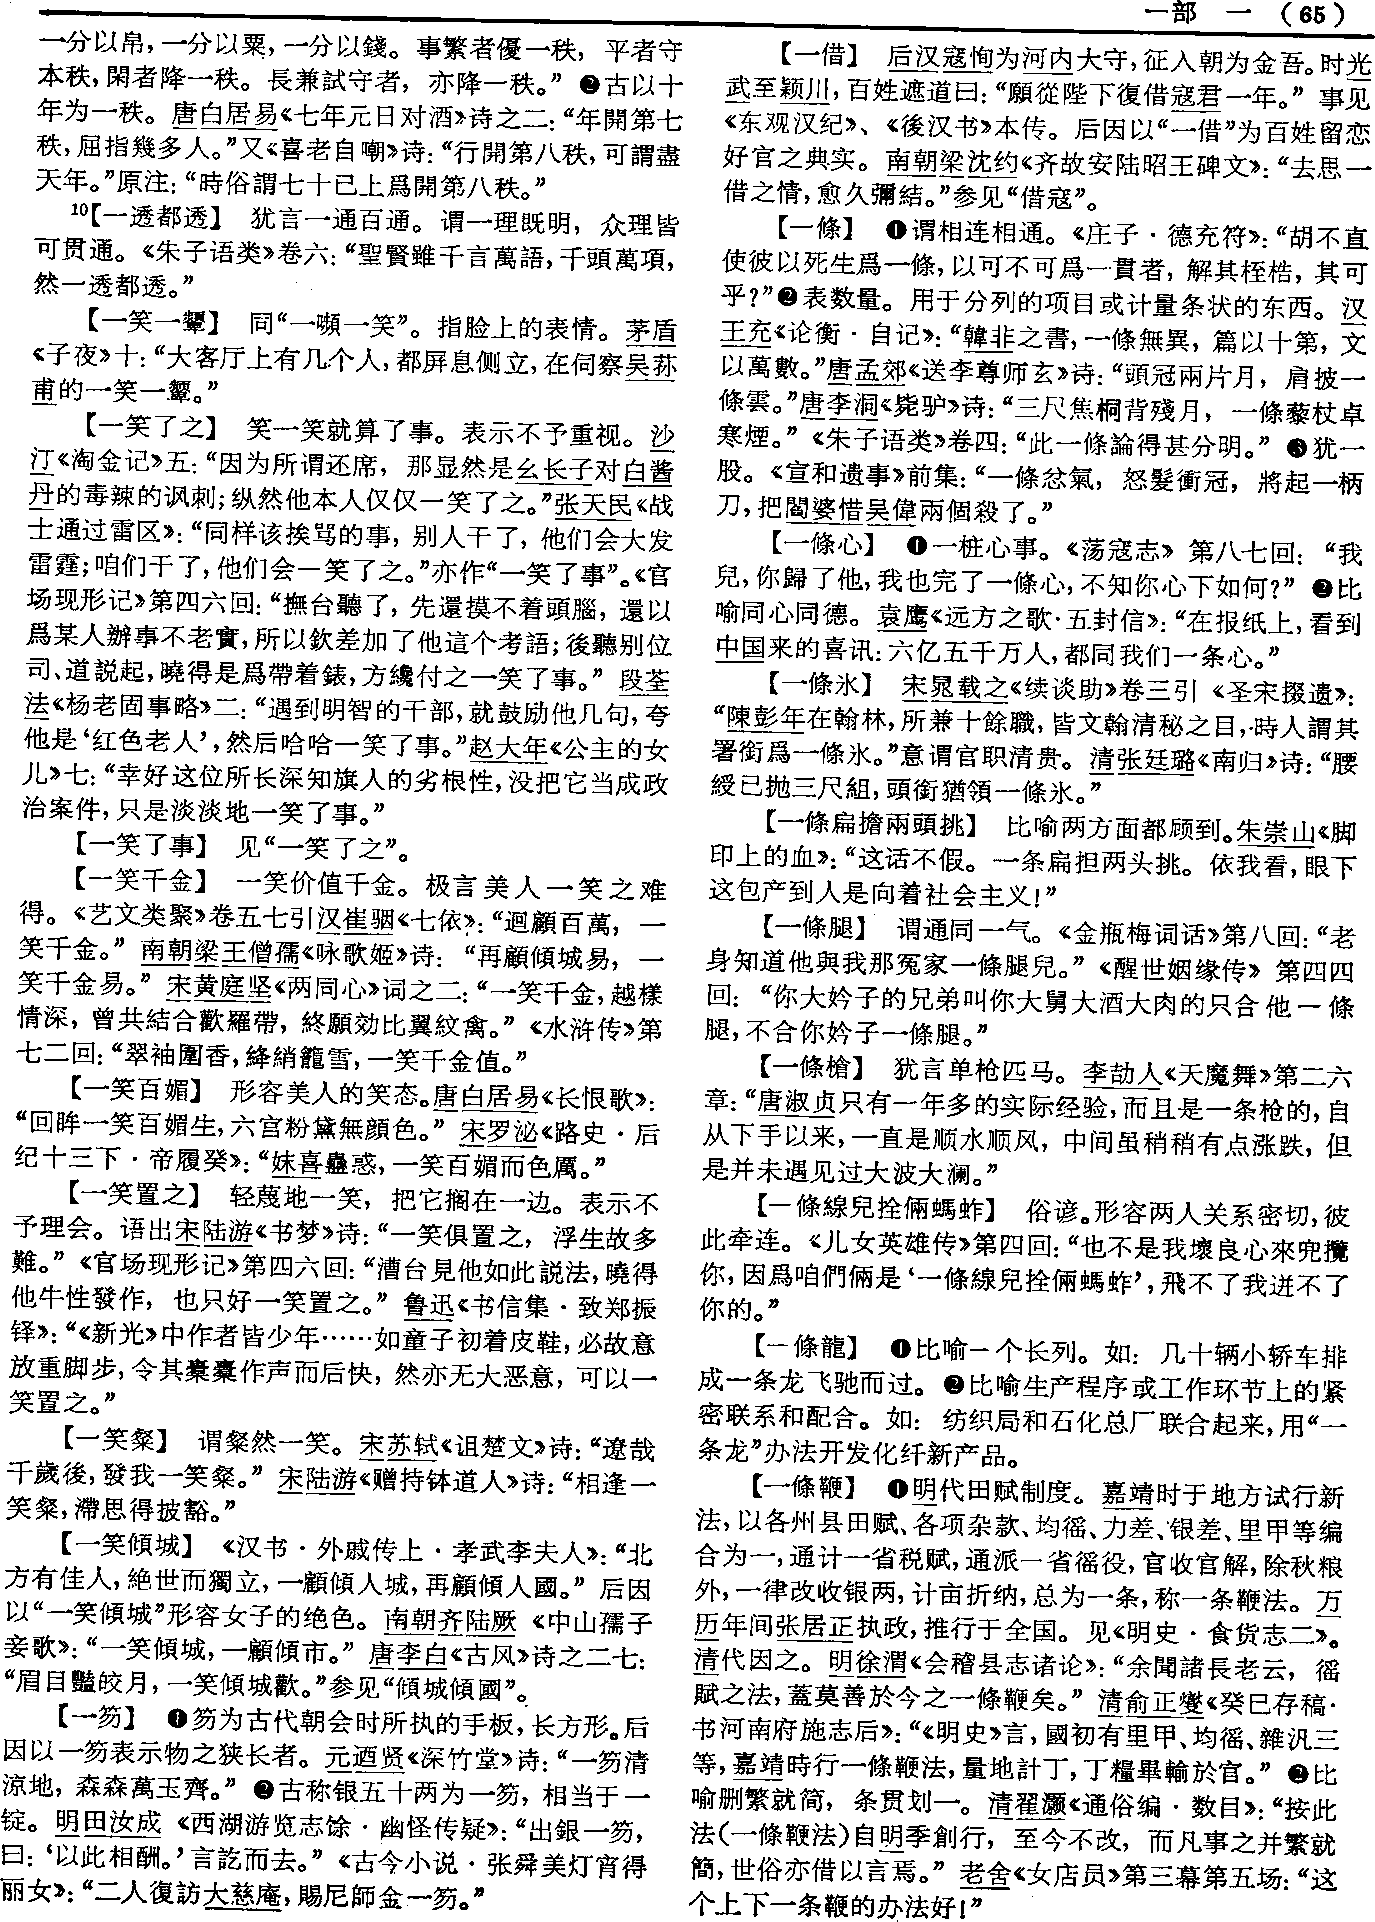 一部　一　（65）
一分以帛，一分以粟，一分以錢。事繁者優一秩，平者守
本秩，閑者降一秩。長兼試守者，亦降一秩。”❷古以十
年为一秩。唐白居易《七年元日对酒》诗之二：“年開第七
秩，屈指幾多人。”又《喜老自嘲》诗：“行開第八秩，可謂盡
天年。”原注：“時俗謂七十已上爲開第八秩。”
¹⁰【一透都透】　犹言一通百通。谓一理既明，众理皆
可贯通。《朱子语类》卷六：“聖賢雖千言萬語，千頭萬項，
然一透都透。”
【一笑一顰】　同“一嚬一笑”。指脸上的表情。茅盾
《子夜》十：“大客厅上有几个人，都屏息侧立，在伺察吴荪
甫的一笑一颦。”
【一笑了之】　笑一笑就算了事。表示不予重视。沙
汀《淘金记》五：“因为所谓还席，那显然是幺长子对白酱
丹的毒辣的讽刺；纵然他本人仅仅一笑了之。”张天民《战
士通过雷区》：“同样该挨骂的事，别人干了，他们会大发
雷霆；咱们干了，他们会一笑了之。”亦作“一笑了事”。《官
场现形记》第四六回：“撫台聽了，先還摸不着頭腦，還以
爲某人辦事不老實，所以欽差加了他這个考語；後聽别位
司、道説起，曉得是爲帶着錶，方纔付之一笑了事。”段荃
法《杨老固事略》二：“遇到明智的干部，就鼓励他几句，夸
他是‘红色老人’，然后哈哈一笑了事。”赵大年《公主的女
儿》七：“幸好这位所长深知旗人的劣根性，没把它当成政
治案件，只是淡淡地一笑了事。”
【一笑了事】　见“一笑了之”。
【一笑千金】　一笑价值千金。极言美人一笑之难
得。《艺文类聚》卷五七引汉崔骃《七依》：“迴顧百萬，一
笑千金。”南朝梁王僧孺《咏歌姬》诗：“再顧傾城易，一
笑千金易。”宋黄庭坚《两同心》词之二：“一笑千金，越樣
情深，曾共結合歡羅帶，終願効比翼紋禽。”《水浒传》第
七二回：“翠袖圍香，絳綃籠雪，一笑千金值。”
【一笑百媚】　形容美人的笑态。唐白居易《长恨歌》：
“回眸一笑百媚生，六宫粉黛無顔色。”宋罗泌《路史·后
纪十三下·帝履癸》：“妹喜蠱惑，一笑百媚而色厲。”
【一笑置之】　轻蔑地一笑，把它搁在一边。表示不
予理会。语出宋陆游《书梦》诗：“一笑俱置之，浮生故多
難。”《官场现形记》第四六回：“漕台見他如此説法，曉得
他牛性發作，也只好一笑置之。”鲁迅《书信集·致郑振
铎》：“《新光》中作者皆少年……如童子初着皮鞋，必故意
放重脚步，令其橐橐作声而后快，然亦无大恶意，可以一
笑置之。”
【一笑粲】　谓粲然一笑。宋苏轼《诅楚文》诗：“遼哉
千歲後，發我一笑粲。”宋陆游《赠持钵道人》诗：“相逢一
笑粲，滯思得披豁。”
【一笑傾城】　《汉书·外戚传上·孝武李夫人》：“北
方有佳人，絶世而獨立，一顧傾人城，再顧傾人國。”后因
以“一笑傾城”形容女子的绝色。南朝齐陆厥《中山孺子
妾歌》：“一笑傾城，一顧傾市。”唐李白《古风》诗之二七：
“眉目豔皎月，一笑傾城歡。”参见“傾城傾國”。
【一笏】　❶笏为古代朝会时所执的手板，长方形。后
因以一笏表示物之狭长者。元迺贤《深竹堂》诗：“一笏清
凉地，森森萬玉齊。”❷古称银五十两为一笏，相当于一
锭。明田汝成《西湖游览志馀·幽怪传疑》：“出銀一笏，
曰：‘以此相酬。’言訖而去。”《古今小说·张舜美灯宵得
丽女》：“二人復訪大慈庵，賜尼師金一笏。”
【一借】　后汉寇恂为河内大守，征入朝为金吾。时光
武至颖川，百姓遮道曰：“願從陛下復借寇君一年。”事见
《东观汉纪》、《後汉书》本传。后因以“一借”为百姓留恋
好官之典实。南朝梁沈约《齐故安陆昭王碑文》：“去思一
借之情，愈久彌結。”参见“借寇”。
【一條】　❶谓相连相通。《庄子·德充符》：“胡不直
使彼以死生爲一條，以可不可爲一貫者，解其桎梏，其可
乎？”❷表数量。用于分列的项目或计量条状的东西。汉
王充《论衡·自记》：“韓非之書，一條無異，篇以十第，文
以萬數。”唐孟郊《送李尊师玄》诗：“頭冠兩片月，肩披一
條雲。”唐李洞《毙驴》诗：“三尺焦桐背殘月，一條藜杖卓
寒煙。”《朱子语类》卷四：“此一條論得甚分明。”❸犹一
股。《宣和遗事》前集：“一條忿氣，怒髮衝冠，將起一柄
刀，把閻婆惜吴偉兩個殺了。”
【一條心】　❶一桩心事。《荡寇志》第八七回：“我
兒，你歸了他，我也完了一條心，不知你心下如何？”❷比
喻同心同德。袁鹰《远方之歌·五封信》：“在报纸上，看到
中国来的喜讯：六亿五千万人，都同我们一条心。”
【一條氷】　宋晁载之《续谈助》卷三引《圣宋掇遗》：
“陳彭年在翰林，所兼十餘職，皆文翰清秘之目，時人謂其
署銜爲一條氷。”意谓官职清贵。清张廷璐《南归》诗：“腰
綬已抛三尺組，頭銜猶領一條氷。”
【一條扁擔兩頭挑】　比喻两方面都顾到。朱崇山《脚
印上的血》：“这话不假。一条扁担两头挑。依我看，眼下
这包产到人是向着社会主义！”
【一條腿】　谓通同一气。《金瓶梅词话》第八回：“老
身知道他與我那冤家一條腿兒。”《醒世姻缘传》第四四
回：“你大妗子的兄弟叫你大舅大酒大肉的只合他一條
腿，不合你妗子一條腿。”
【一條槍】　犹言单枪匹马。李劼人《天魔舞》第二六
章：“唐淑贞只有一年多的实际经验，而且是一条枪的，自
从下手以来，一直是顺水顺风，中间虽稍稍有点涨跌，但
是并未遇见过大波大澜。”
【一條線兒拴倆螞蚱】　俗谚。形容两人关系密切，彼
此牵连。《儿女英雄传》第四回：“也不是我壞良心來兜攬
你，因爲咱們倆是‘一條線兒拴倆螞蚱’，飛不了我迸不了
你的。”
【一條龍】　❶比喻一个长列。如：几十辆小轿车排
成一条龙飞驰而过。❷比喻生产程序或工作环节上的紧
密联系和配合。如：纺织局和石化总厂联合起来，用“一
条龙”办法开发化纤新产品。
【一條鞭】　❶明代田赋制度。嘉靖时于地方试行新
法，以各州县田赋、各项杂款、均徭、力差、银差、里甲等编
合为一，通计一省税赋，通派一省徭役，官收官解，除秋粮
外，一律改收银两，计亩折纳，总为一条，称一条鞭法。万
历年间张居正执政，推行于全国。见《明史·食货志二》。
清代因之。明徐渭《会稽县志诸论》：“余聞諸長老云，徭
賦之法，蓋莫善於今之一條鞭矣。”清俞正燮《癸巳存稿·
书河南府施志后》：“《明史》言，國初有里甲、均徭、雜汎三
等，嘉靖時行一條鞭法，量地計丁，丁糧畢輸於官。”❷比
喻删繁就简，条贯划一。清翟灏《通俗编·数目》：“按此
法（一條鞭法）自明季創行，至今不改，而凡事之并繁就
簡，世俗亦借以言焉。”老舍《女店员》第三幕第五场：“这
个上下一条鞭的办法好！”